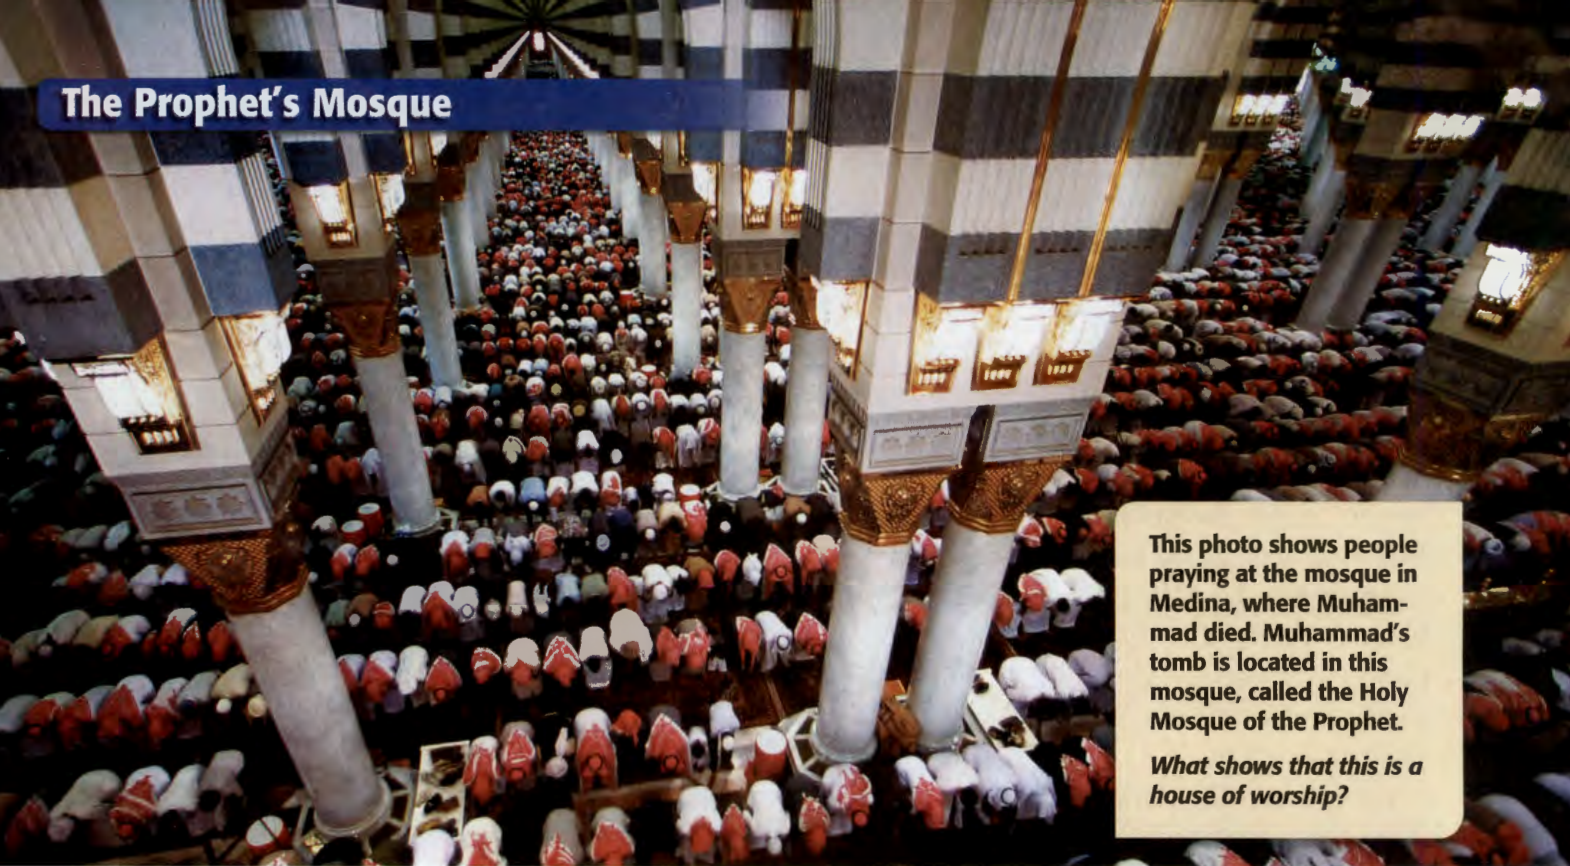 The Prophet's Mosque
This photo shows people
praying at the mosque in
Medina, where Muham-
mad died. Muhammad's
tomb is located in this
mosque, called the Holy
Mosque of the Prophet.
What shows that this is a
house of worship?